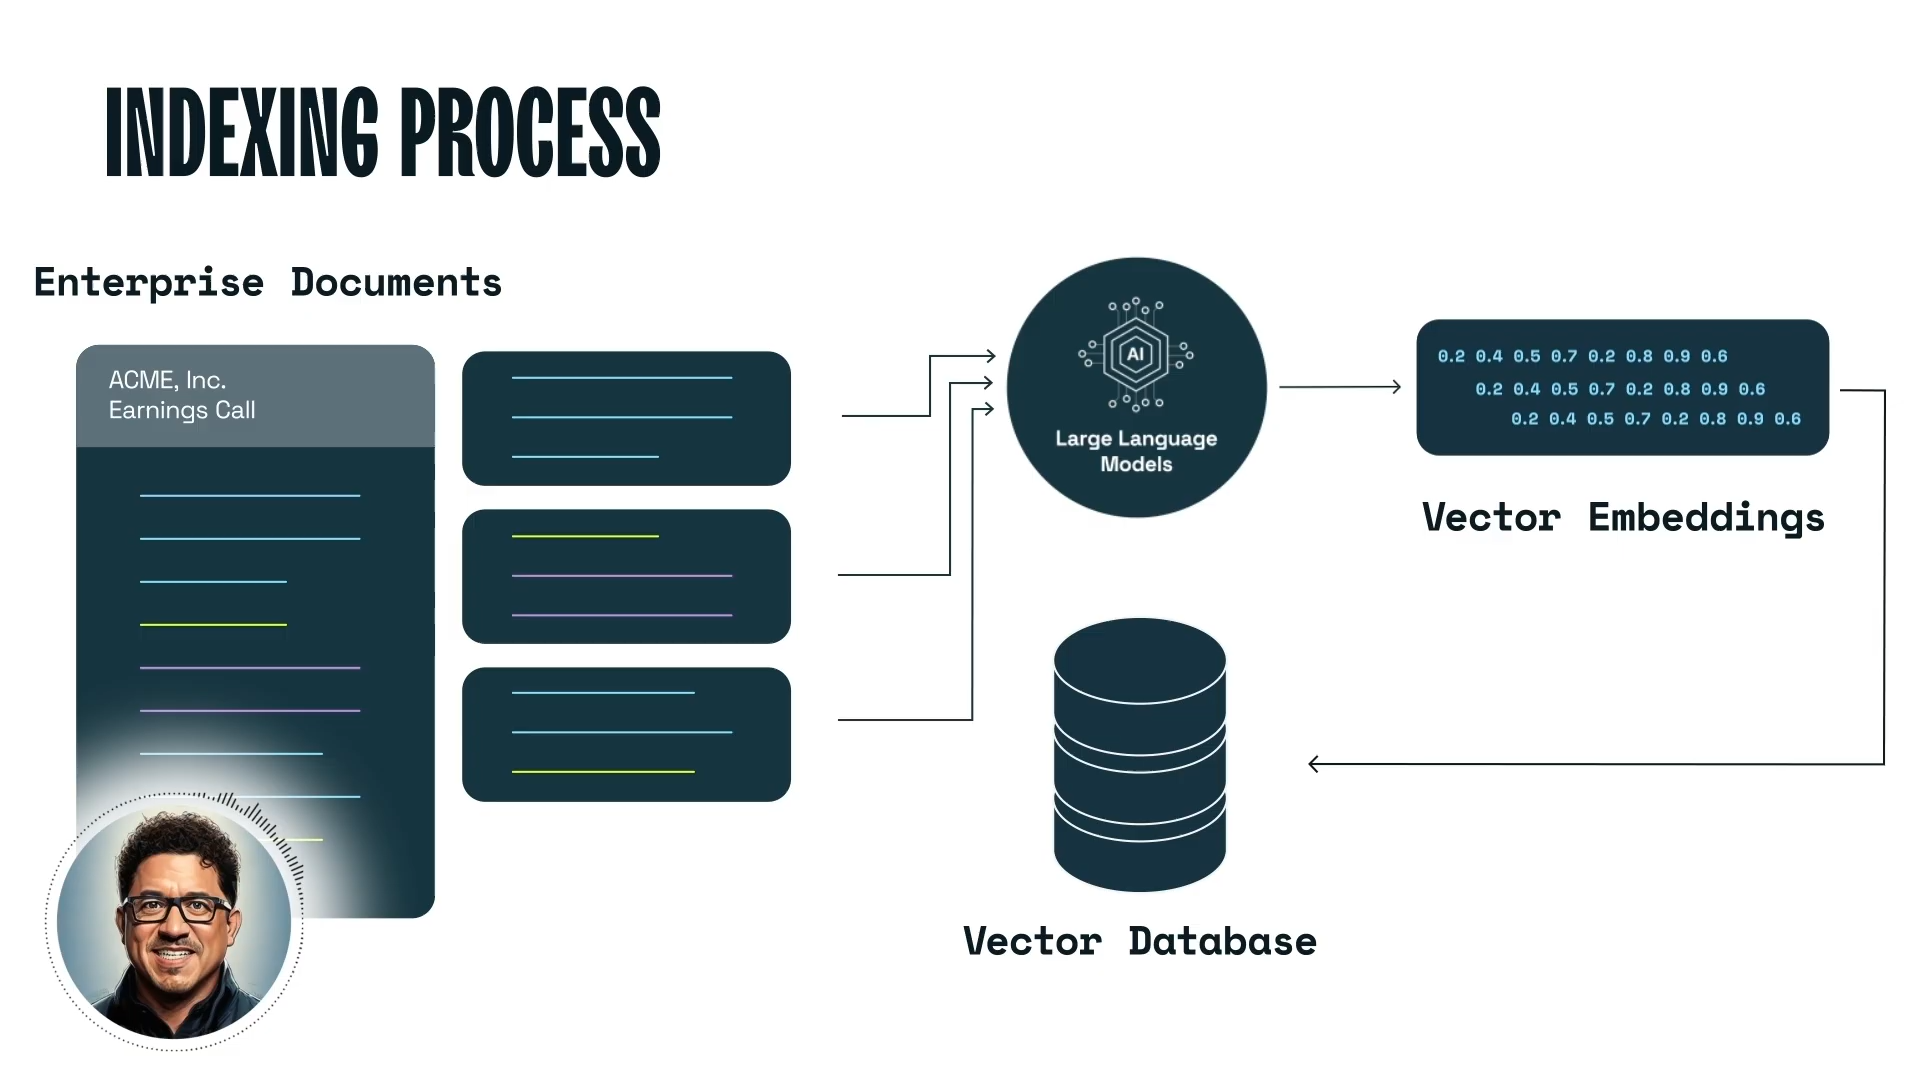 INDEXING PROCESS
Enterprise Documents
ACME, Inc.
Earnings Call
AI
Large Language
Models
0.2 0.4 0.5 0.7 0.2 0.8 0.9 0.6
0.2 0.4 0.5 0.7 0.2 0.8 0.9 0.6
0.2 0.4 0.5 0.7 0.2 0.8 0.9 0.6
Vector Embeddings
Vector Database